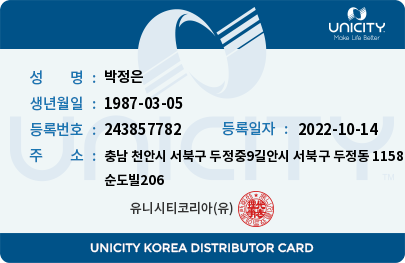 UNICITY
Make Life Better
성 명 : 박정은
생년월일 : 1987-03-05
등록번호 : 243857782 등록일자 : 2022-10-14
주 소 : 충남 천안시 서북구 두정중9길안시 서북구 두정동 1158
순도빌206
UNICITY
유니시티코리아(유)
UNICITY KOREA DISTRIBUTOR CARD